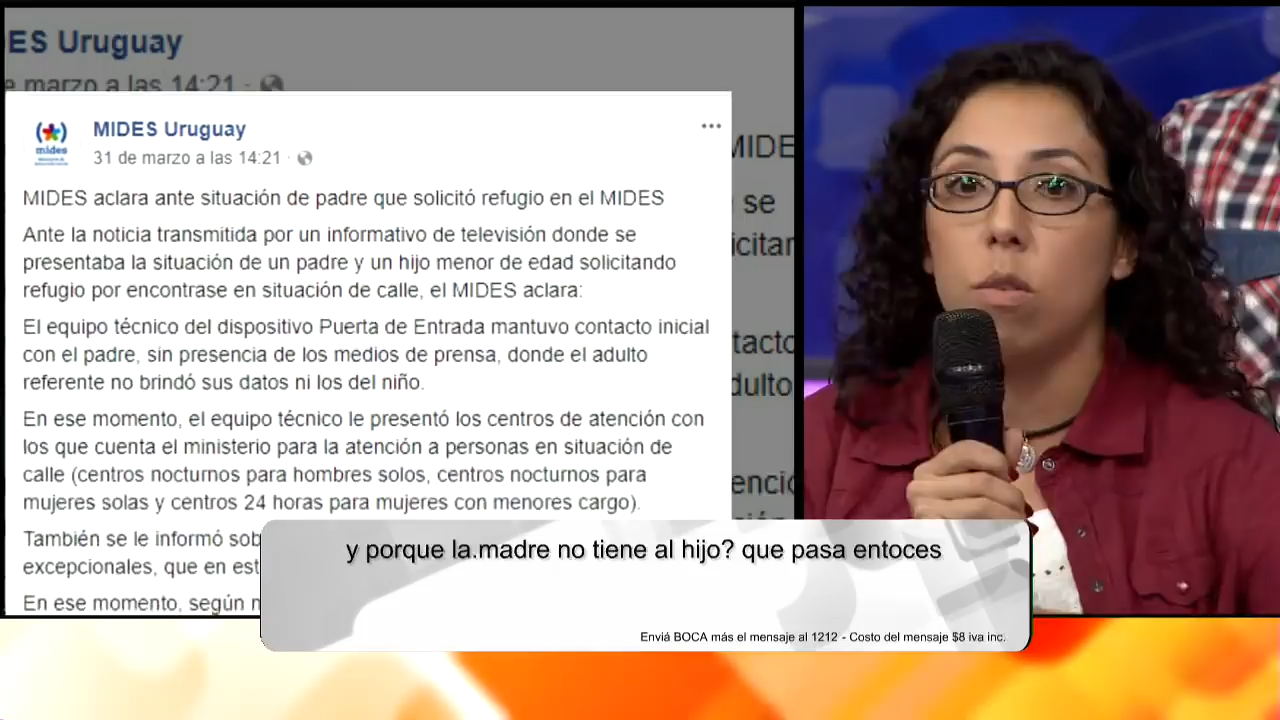 ES Uruguay
e marzo a las 14:21 ·
MIDES Uruguay
31 de marzo a las 14:21 ·
mides
MIDES aclara ante situación de padre que solicitó refugio en el MIDES
Ante la noticia transmitida por un informativo de televisión donde se
presentaba la situación de un padre y un hijo menor de edad solicitando
refugio por encontrase en situación de calle, el MIDES aclara:
El equipo técnico del dispositivo Puerta de Entrada mantuvo contacto inicial
con el padre, sin presencia de los medios de prensa, donde el adulto
referente no brindó sus datos ni los del niño.
En ese momento, el equipo técnico le presentó los centros de atención con
los que cuenta el ministerio para la atención a personas en situación de
calle (centros nocturnos para hombres solos, centros nocturnos para
mujeres solas y centros 24 horas para mujeres con menores cargo).
También se le informó sob
excepcionales, que en est
En ese momento, según n
MIDE
se
icitar
tacto
dulto
enció
y porque la.madre no tiene al hijo? que pasa entoces
Enviá BOCA más el mensaje al 1212 - Costo del mensaje $8 iva inc.